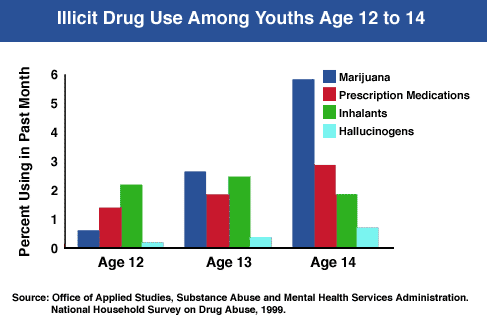 Illicit Drug Use Among Youths Age 12 to 14
Percent Using in Past Month
6
5
4
3
2
1
0
Marijuana
Prescription Medications
Inhalants
Hallucinogens
Age 12
Age 13
Age 14
Source: Office of Applied Studies, Substance Abuse and Mental Health Services Administration.
National Household Survey on Drug Abuse, 1999.